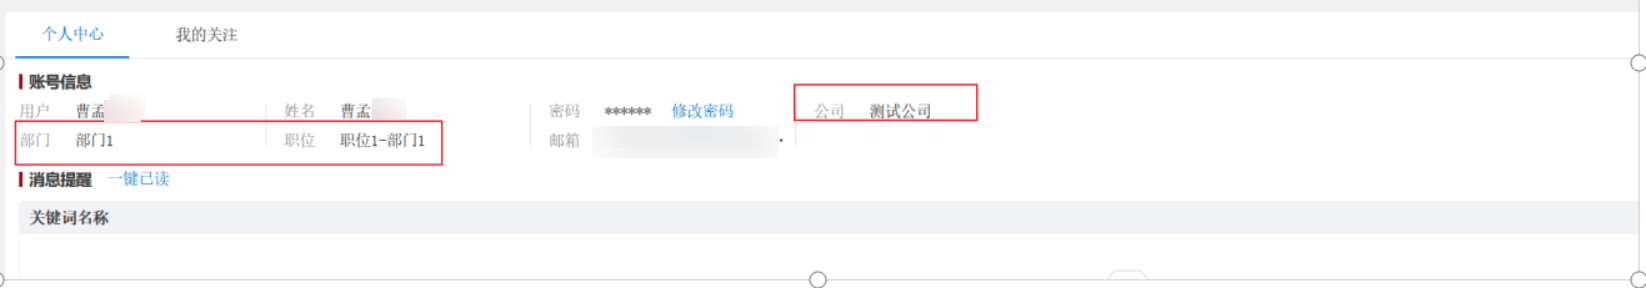 个人中心 我的关注
账号信息
用户 曹孟 姓名 曹孟 密码 ****** 修改密码 公司 测试公司
部门 部门1 职位 职位1-部门1 邮箱
消息提醒 一键已读
关键词名称